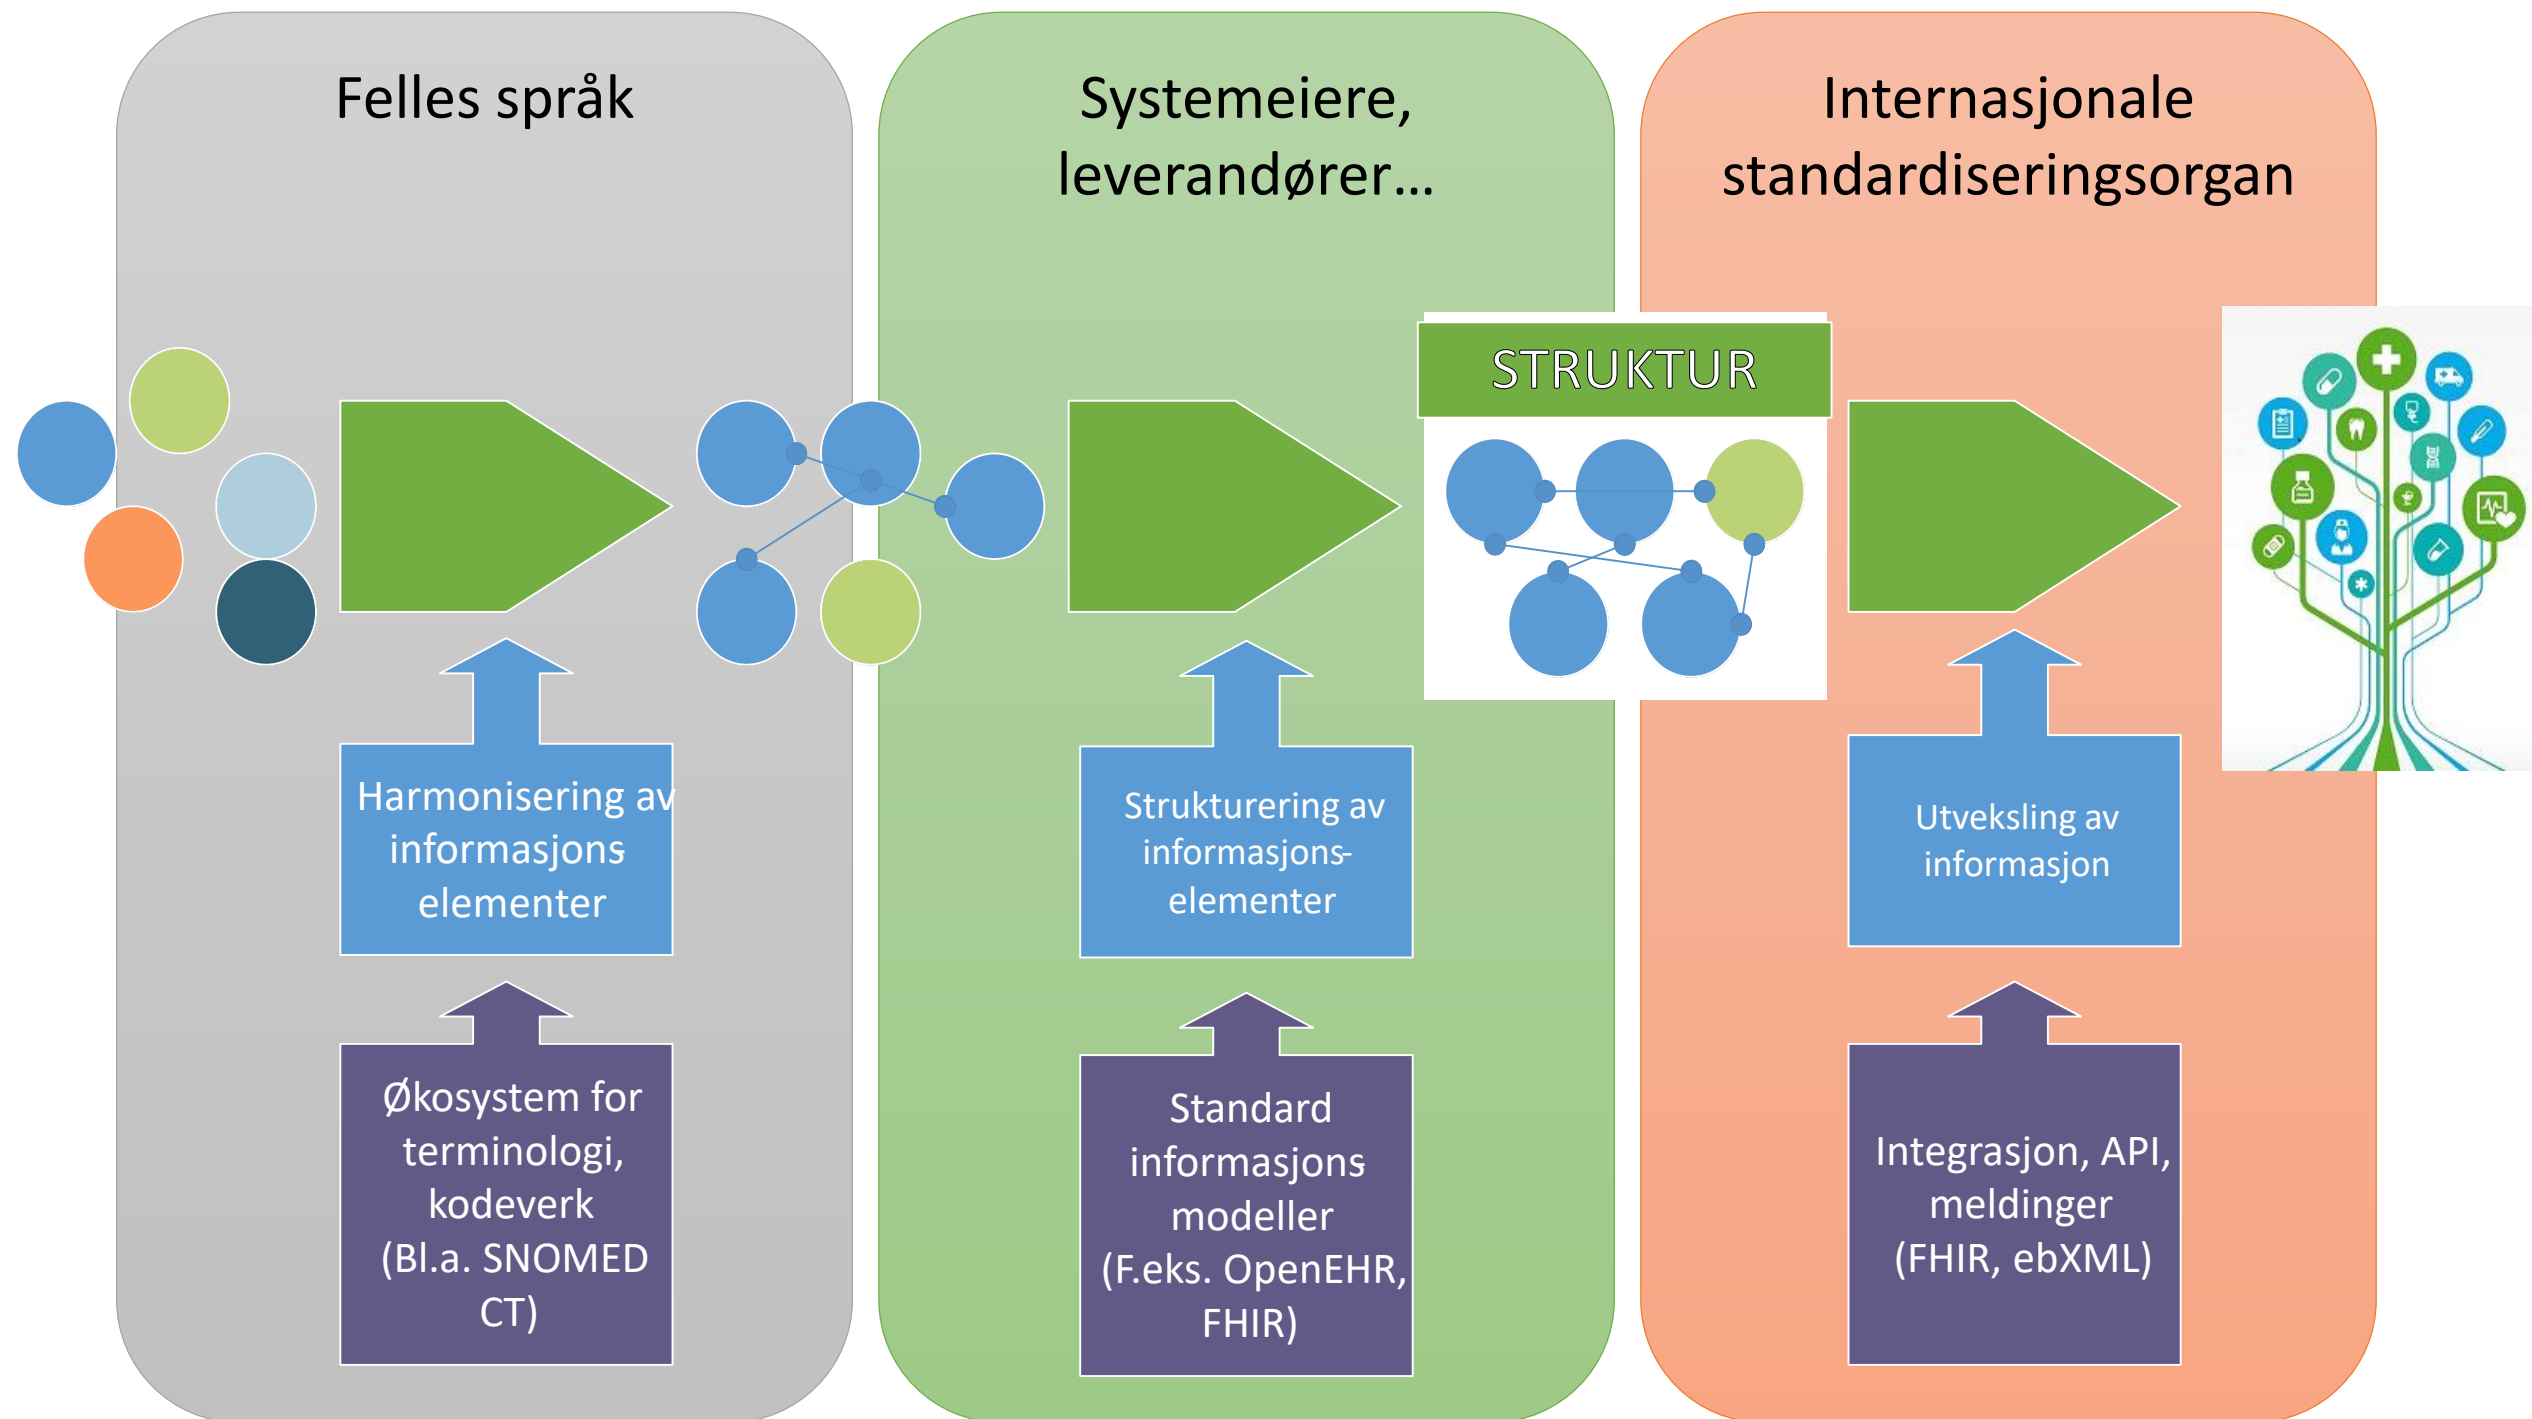 Felles språk
Systemeiere,
leverandører...
Internasjonale
standardiseringsorgan
STRUKTUR
Harmonisering av
informasjons-
elementer
Strukturering av
informasjons-
elementer
Utveksling av
informasjon
Økosystem for
terminologi,
kodeverk
(Bl.a. SNOMED
CT)
Standard
informasjons-
modeller
(F.eks. OpenEHR,
FHIR)
Integrasjon, API,
meldinger
(FHIR, ebXML)